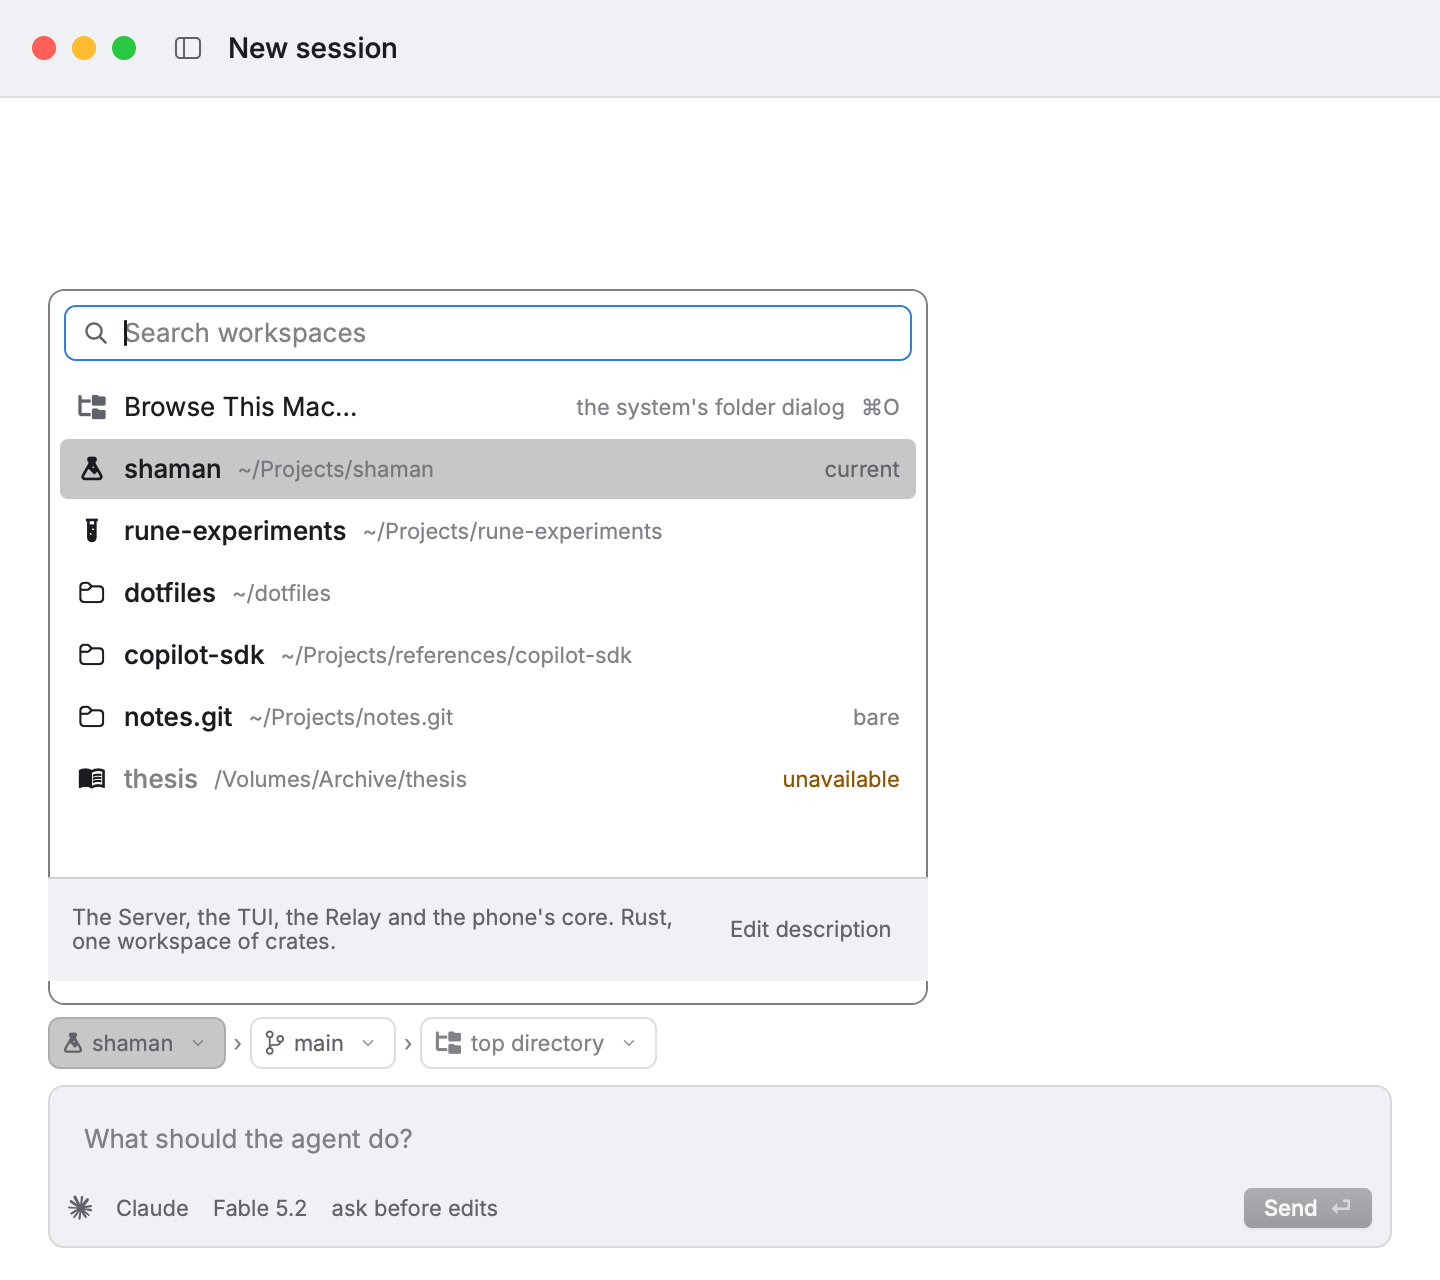 New session
Search workspaces
Browse This Mac... the system's folder dialog ⌘O
shaman ~/Projects/shaman current
rune-experiments ~/Projects/rune-experiments
dotfiles ~/dotfiles
copilot-sdk ~/Projects/references/copilot-sdk
notes.git ~/Projects/notes.git bare
thesis /Volumes/Archive/thesis unavailable
The Server, the TUI, the Relay and the phone's core. Rust,
one workspace of crates.
Edit description
shaman › main › top directory
What should the agent do?
Claude Fable 5.2 ask before edits Send